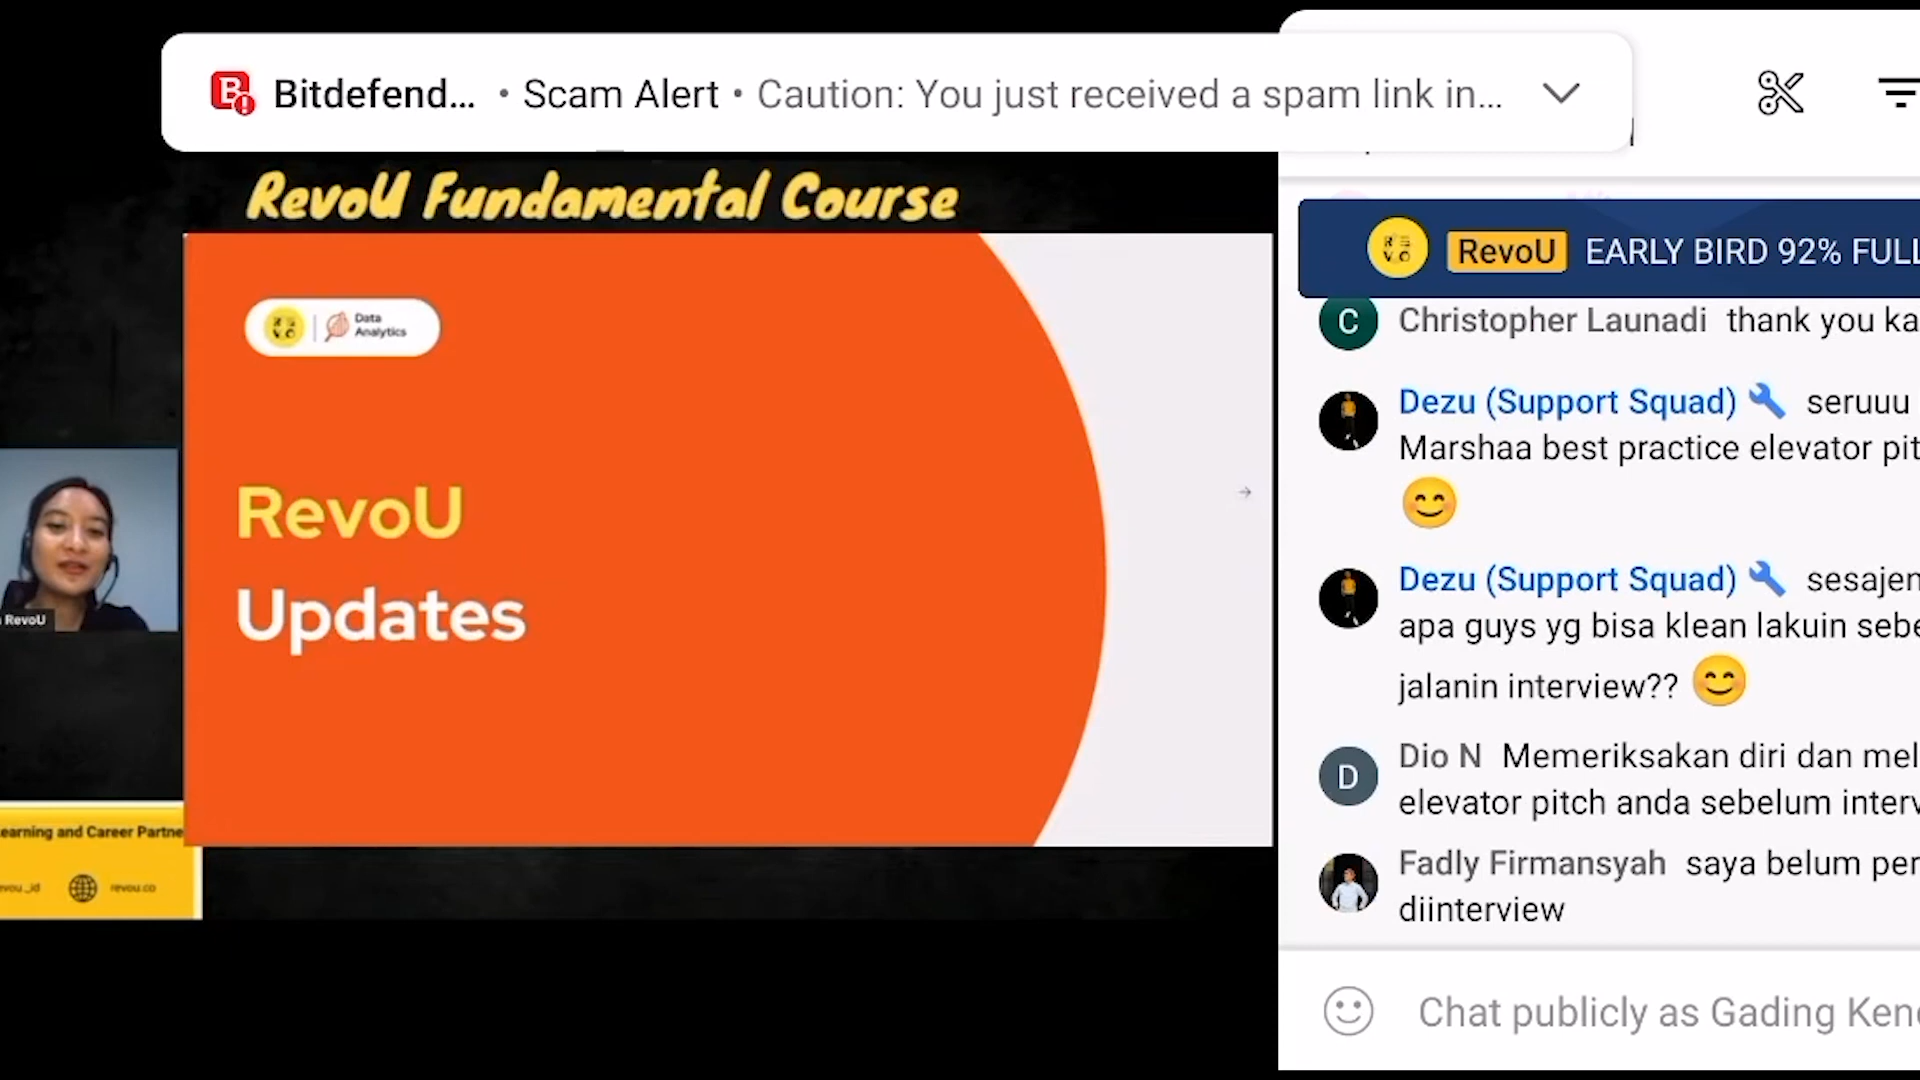 Bitdefend... • Scam Alert • Caution: You just received a spam link in...
RevoU Fundamental Course
Data
Analytics
RevoU
Updates
RevoU
earning and Career Partne
revou.co
RevoU EARLY BIRD 92% FULL
C Christopher Launadi thank you ka
Dezu (Support Squad) seruuu
Marshaa best practice elevator pit
😊
Dezu (Support Squad) sesajen
apa guys yg bisa klean lakuin sebe
jalanin interview?? 😊
D Dio N Memeriksakan diri dan mel
elevator pitch anda sebelum interv
Fadly Firmansyah saya belum per
diinterview
Chat publicly as Gading Ken